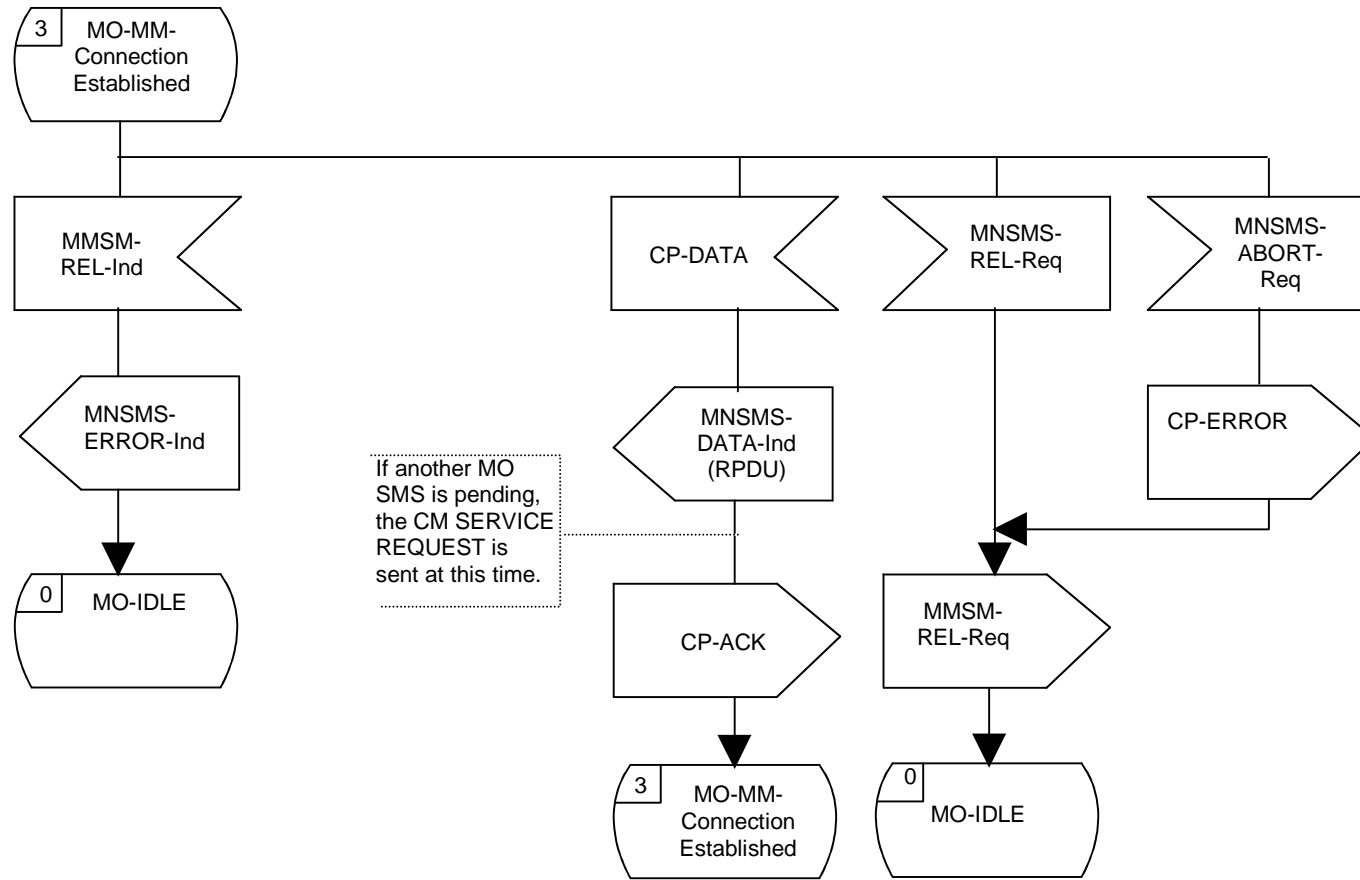 3
MO-MM-
Connection
Established
MMSM-
REL-Ind
CP-DATA
MNSMS-
REL-Req
MNSMS-
ABORT-
Req
MNSMS-
ERROR-Ind
MNSMS-
DATA-Ind
(RPDU)
CP-ERROR
If another MO
SMS is pending,
the CM SERVICE
REQUEST is
sent at this time.
0
MO-IDLE
CP-ACK
MMSM-
REL-Req
3
MO-MM-
Connection
Established
0
MO-IDLE